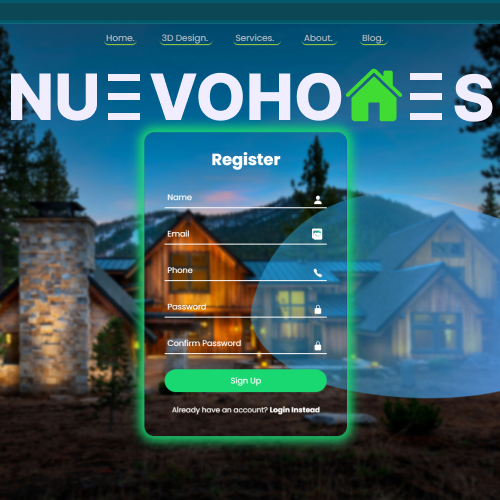 Home. 3D Design. Services. About. Blog.
NUEVOHOMES
Register
Name
Email
Phone
Password
Confirm Password
Sign Up
Already have an account? Login Instead